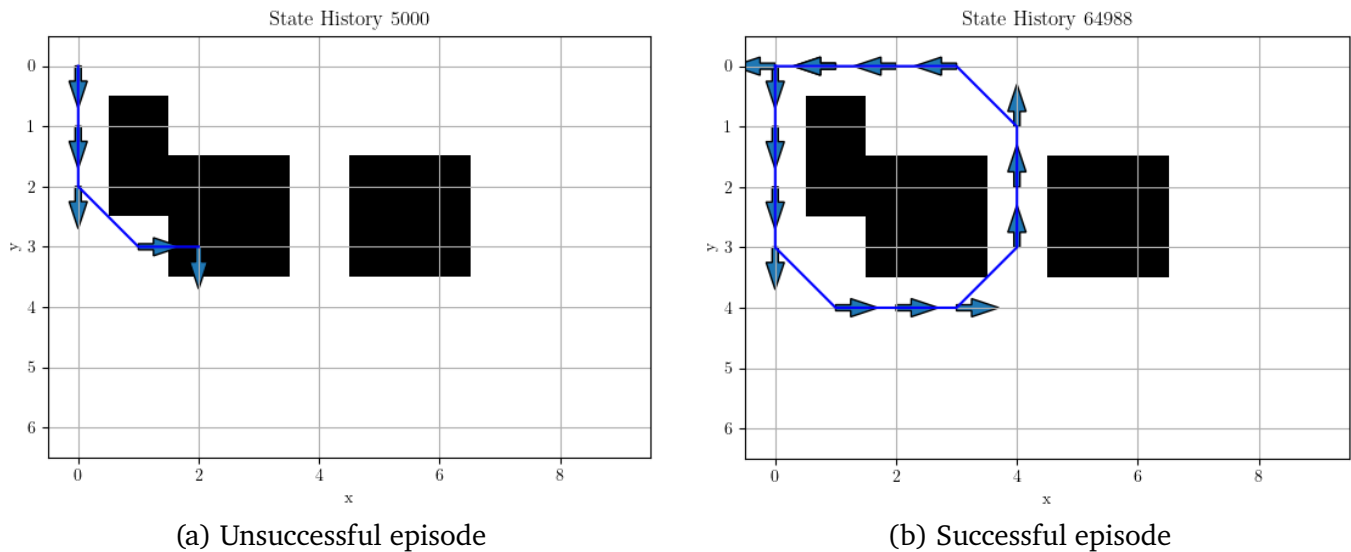 State History 5000
0
1
2
3
4
5
6
y
0 2 4 6 8
x
(a) Unsuccessful episode
State History 64988
0
1
2
3
4
5
6
y
0 2 4 6 8
x
(b) Successful episode